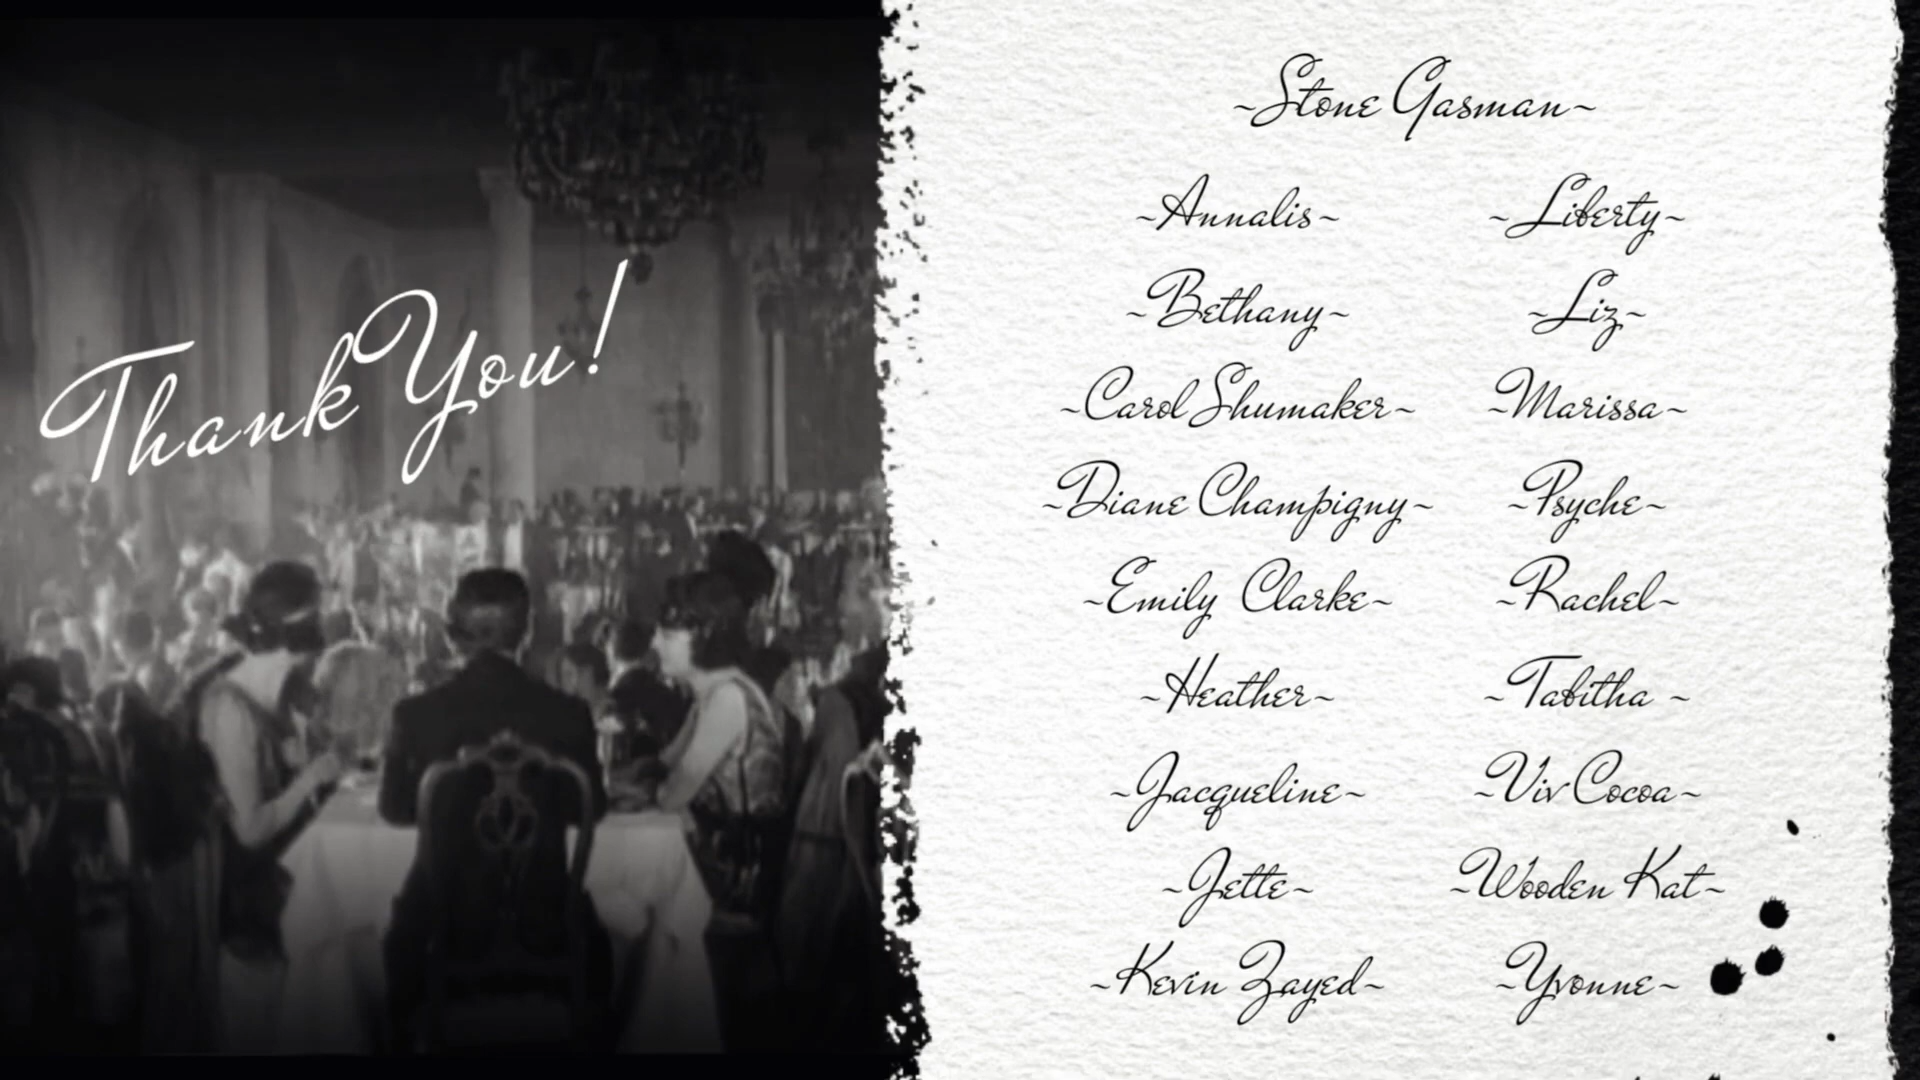 Thank You!
~Stone Gasman~
~Annalis~
~Bethany~
~Carol Shumaker~
~Diane Champigny~
~Emily Clarke~
~Heather~
~Jacqueline~
~Jette~
~Kevin Zayed~
~Liberty~
~Liz~
~Marissa~
~Psyche~
~Rachel~
~Tabitha ~
~Viv Cocoa~
~Wooden Kat~
~Yvonne~